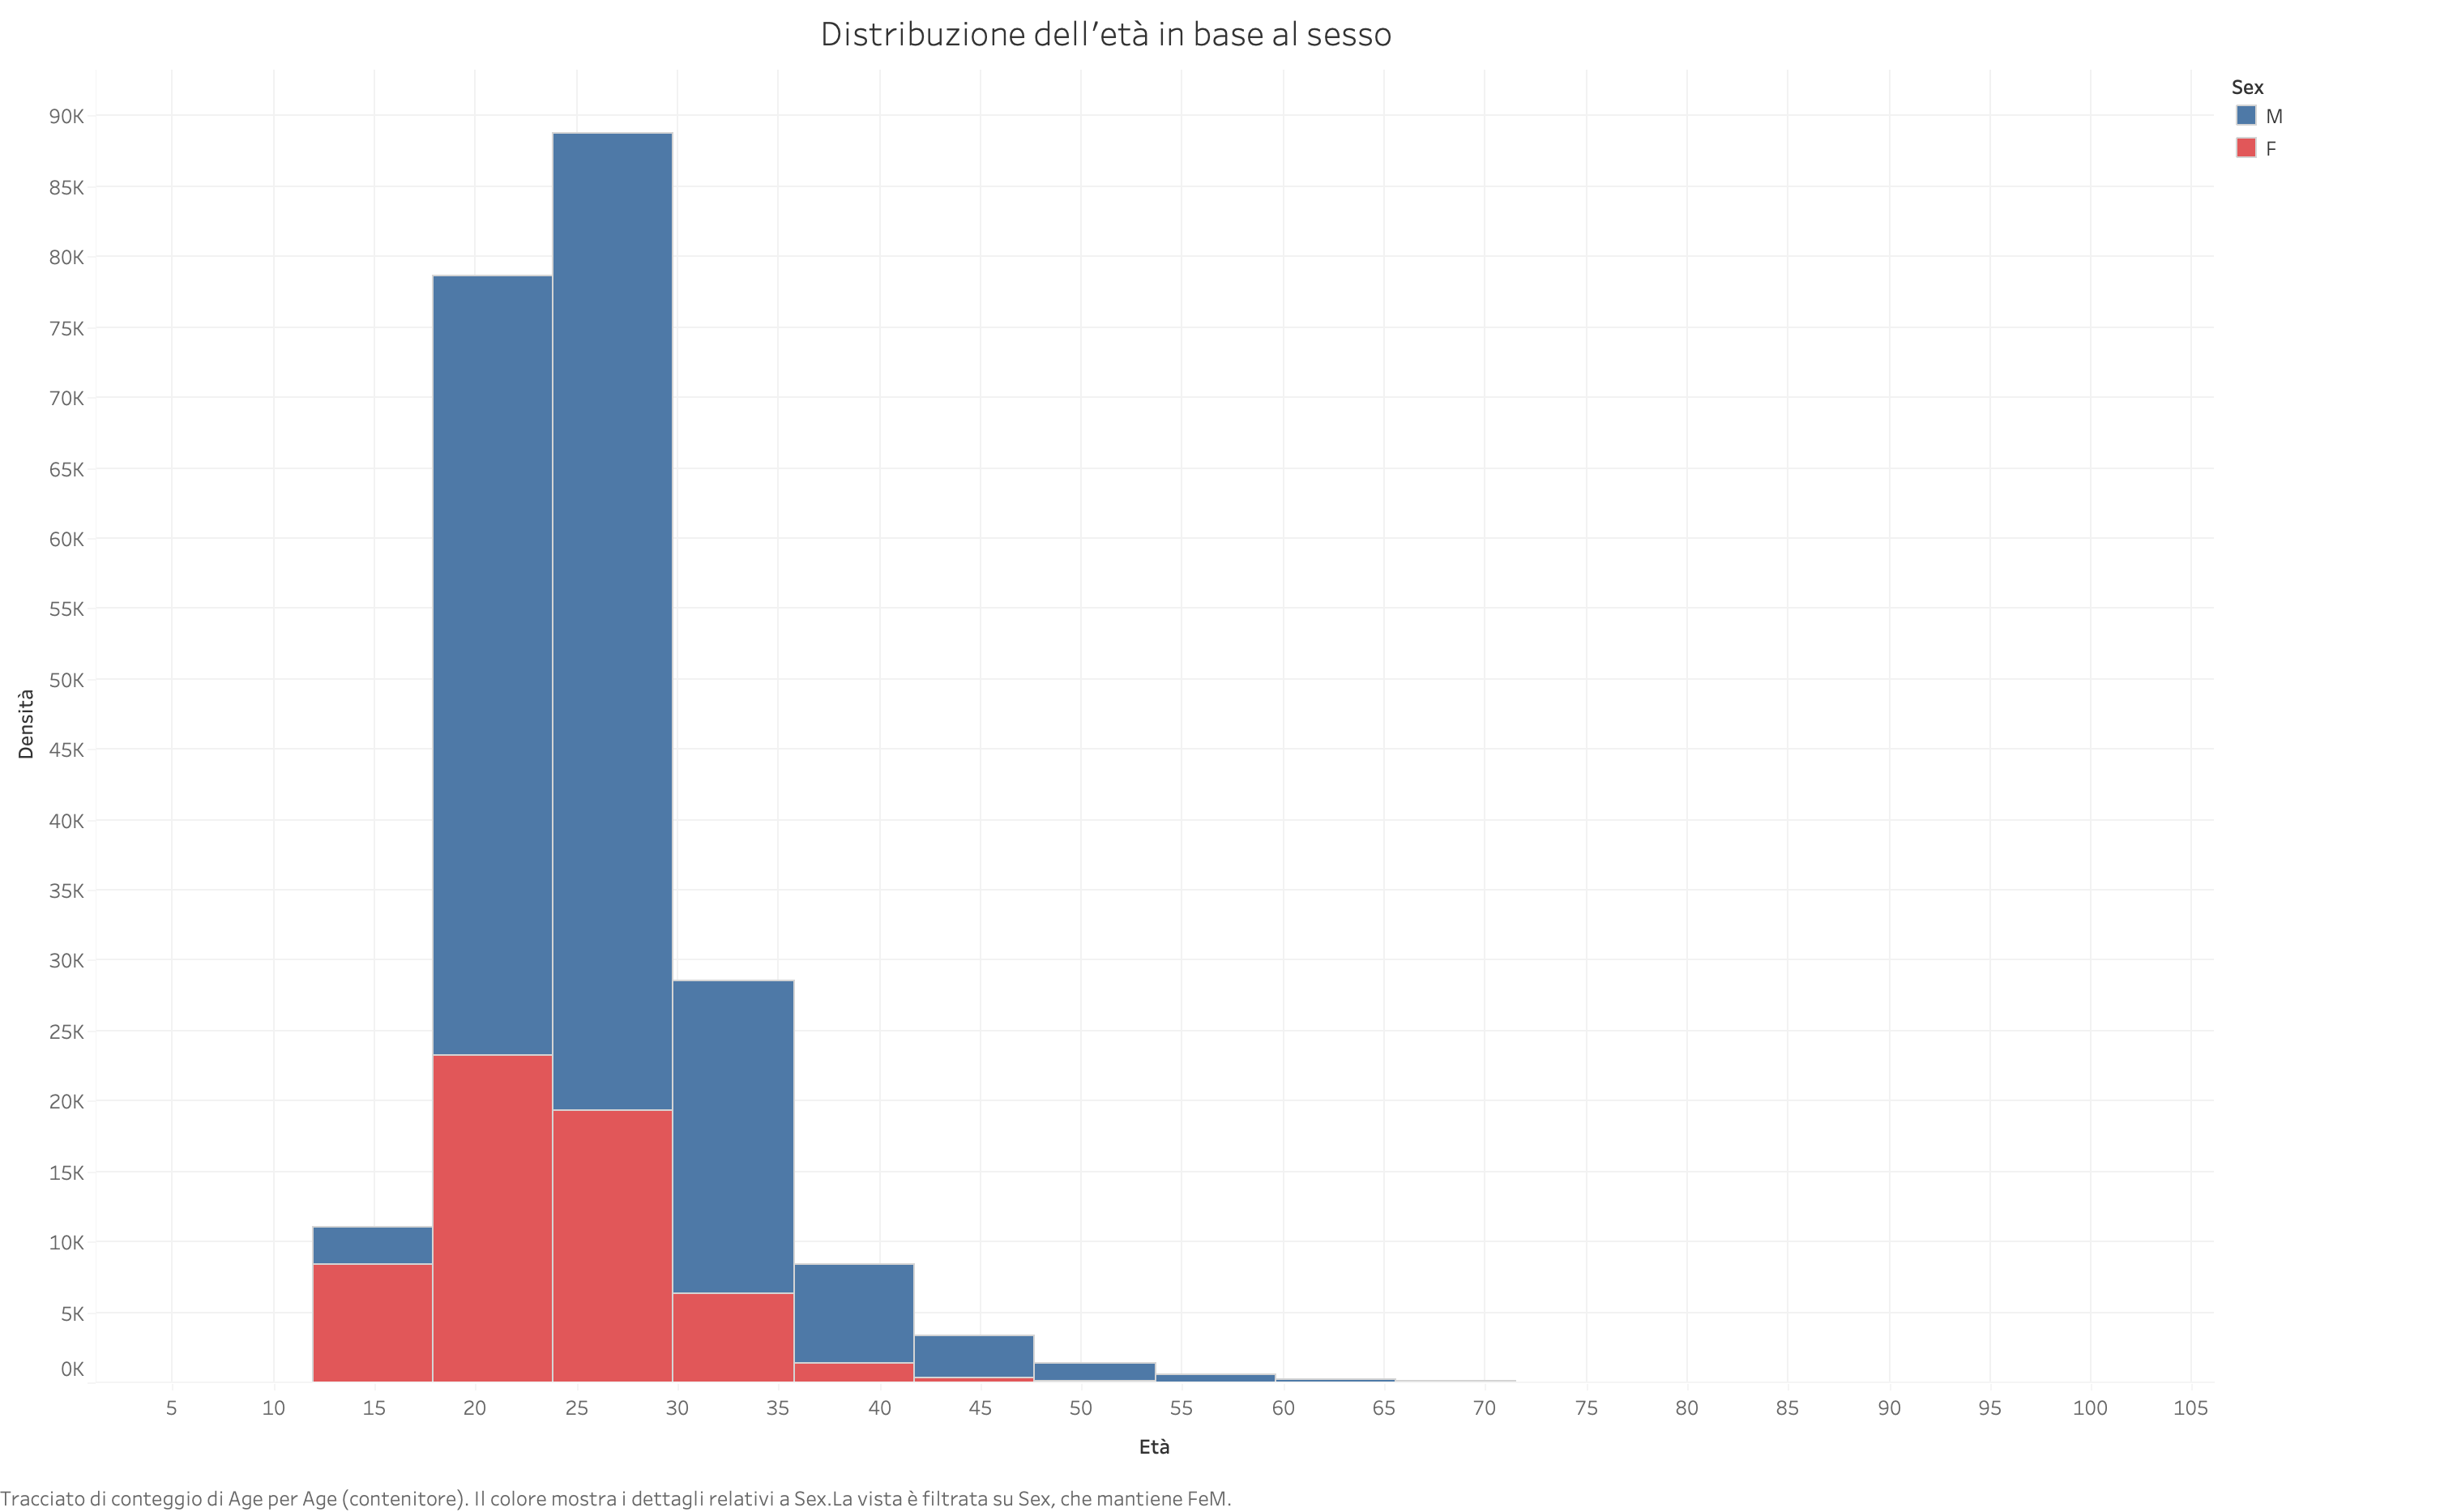 Distribuzione dell'età in base al sesso
Sex
M
F
90K
85K
80K
75K
70K
65K
60K
55K
50K
45K
40K
35K
30K
25K
20K
15K
10K
5K
0K
Densità
5 10 15 20 25 30 35 40 45 50 55 60 65 70 75 80 85 90 95 100 105
Età
Tracciato di conteggio di Age per Age (contenitore). Il colore mostra i dettagli relativi a Sex.La vista è filtrata su Sex, che mantiene FeM.